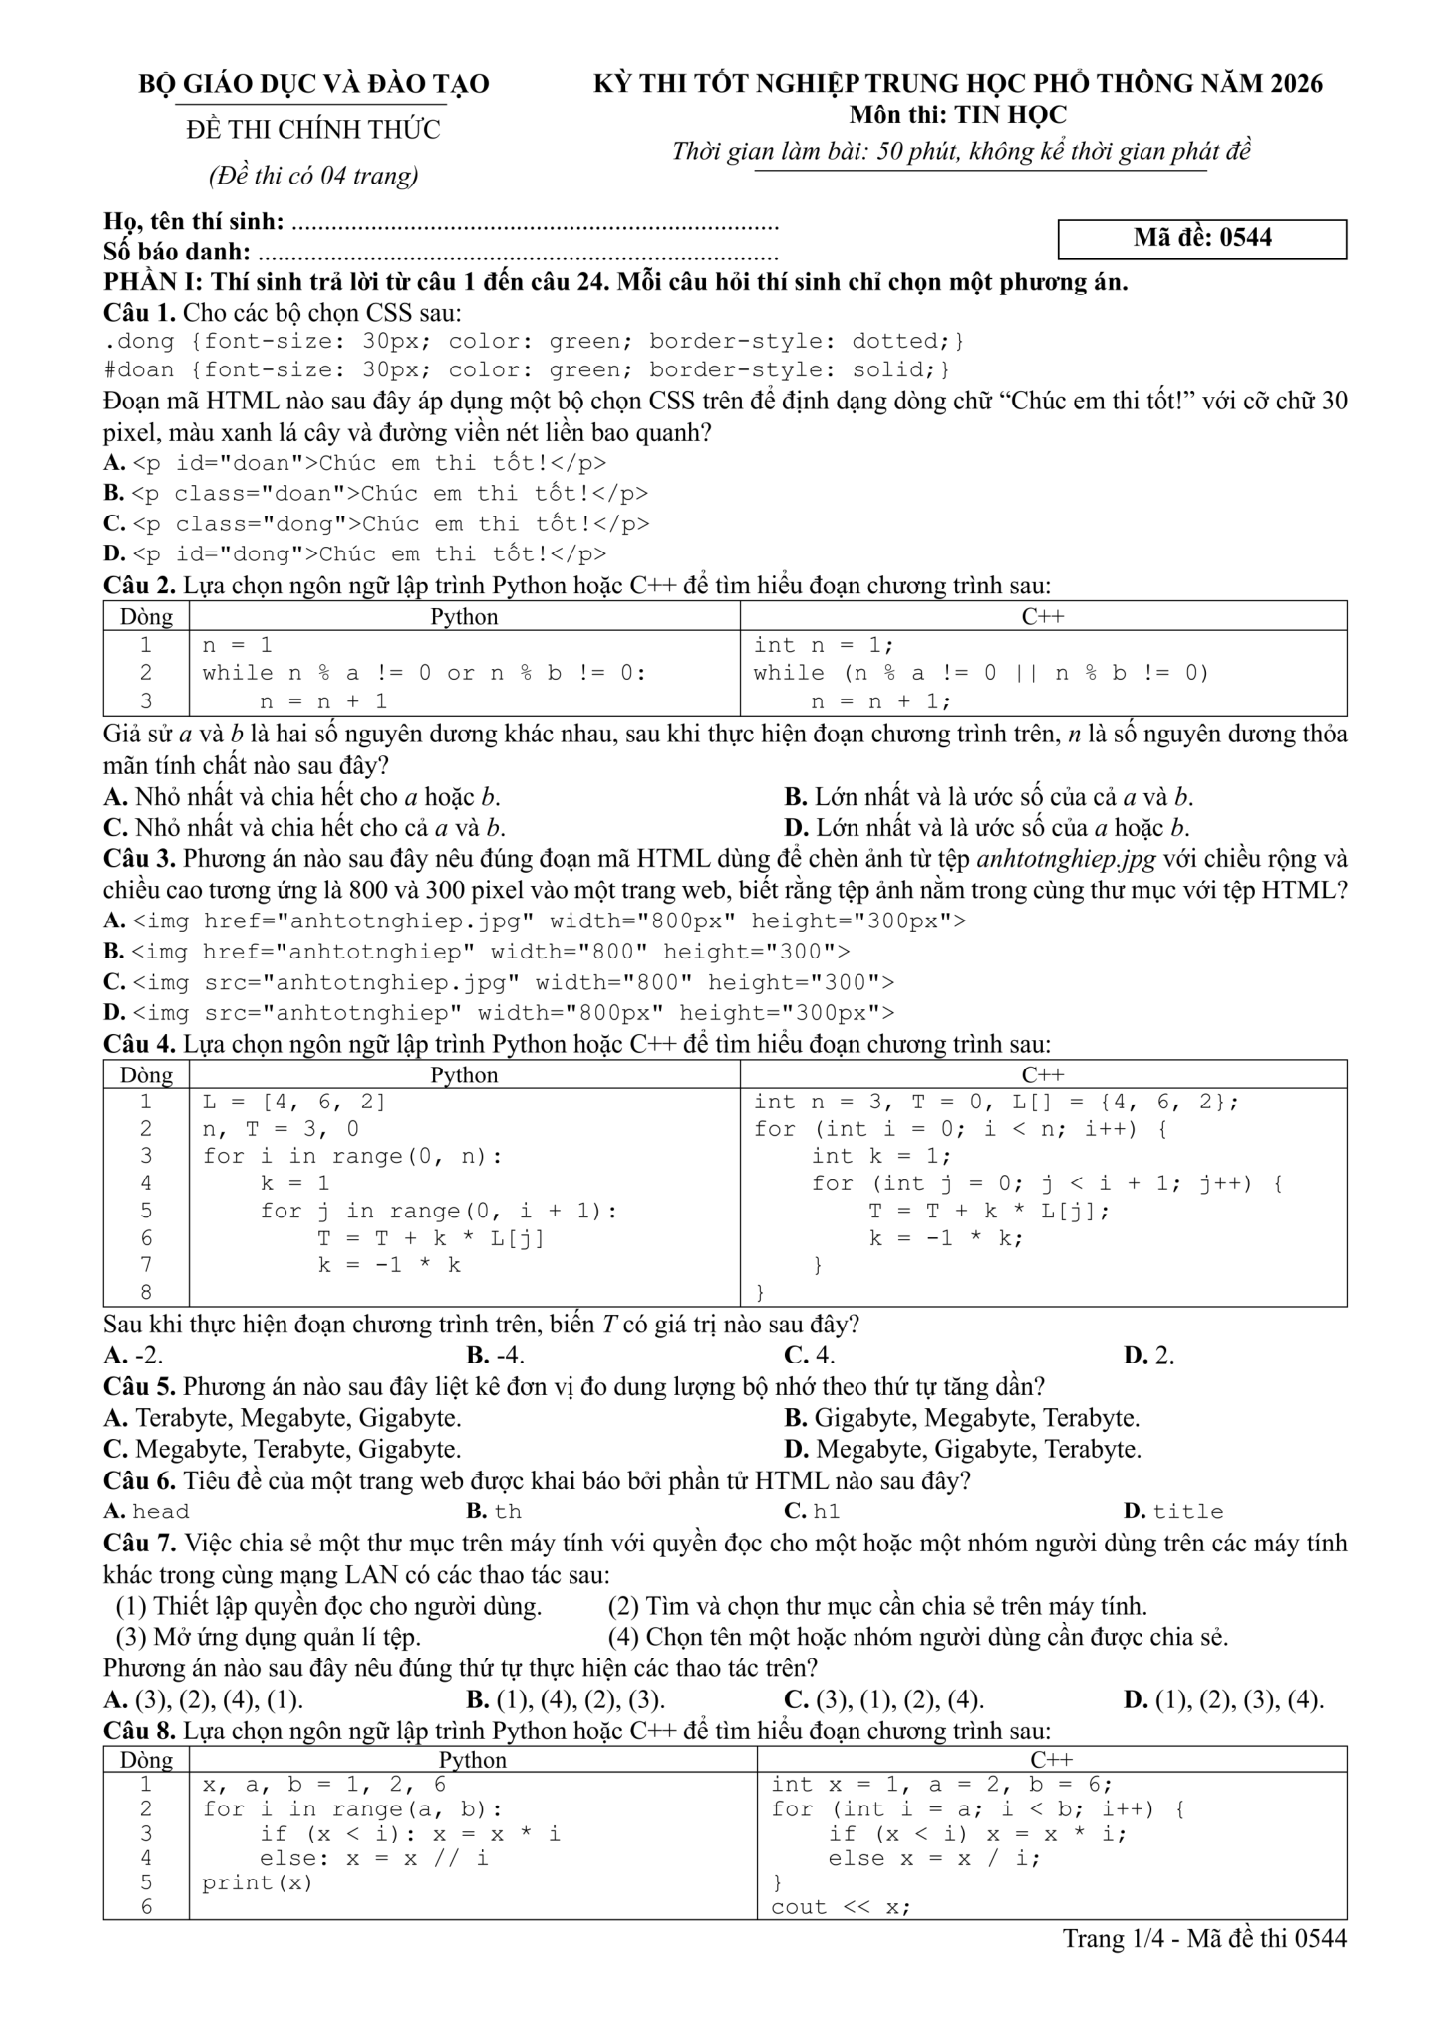 BỘ GIÁO DỤC VÀ ĐÀO TẠO
ĐỀ THI CHÍNH THỨC
(Đề thi có 04 trang)
KỲ THI TỐT NGHIỆP TRUNG HỌC PHỔ THÔNG NĂM 2026
Môn thi: TIN HỌC
Thời gian làm bài: 50 phút, không kể thời gian phát đề
Họ, tên thí sinh: ..........................................................................
Số báo danh: ..............................................................................
Mã đề: 0544
PHẦN I: Thí sinh trả lời từ câu 1 đến câu 24. Mỗi câu hỏi thí sinh chỉ chọn một phương án.
Câu 1. Cho các bộ chọn CSS sau:
.dong {font-size: 30px; color: green; border-style: dotted;}
#doan {font-size: 30px; color: green; border-style: solid;}
Đoạn mã HTML nào sau đây áp dụng một bộ chọn CSS trên để định dạng dòng chữ “Chúc em thi tốt!” với cỡ chữ 30
pixel, màu xanh lá cây và đường viền nét liền bao quanh?
A. <p id="doan">Chúc em thi tốt!</p>
B. <p class="doan">Chúc em thi tốt!</p>
C. <p class="dong">Chúc em thi tốt!</p>
D. <p id="dong">Chúc em thi tốt!</p>
Câu 2. Lựa chọn ngôn ngữ lập trình Python hoặc C++ để tìm hiểu đoạn chương trình sau:
Dòng Python C++
1 n = 1 int n = 1;
2 while n % a != 0 or n % b != 0: while (n % a != 0 || n % b != 0)
3 n = n + 1 n = n + 1;
Giả sử a và b là hai số nguyên dương khác nhau, sau khi thực hiện đoạn chương trình trên, n là số nguyên dương thỏa
mãn tính chất nào sau đây?
A. Nhỏ nhất và chia hết cho a hoặc b. B. Lớn nhất và là ước số của cả a và b.
C. Nhỏ nhất và chia hết cho cả a và b. D. Lớn nhất và là ước số của a hoặc b.
Câu 3. Phương án nào sau đây nêu đúng đoạn mã HTML dùng để chèn ảnh từ tệp anhtotnghiep.jpg với chiều rộng và
chiều cao tương ứng là 800 và 300 pixel vào một trang web, biết rằng tệp ảnh nằm trong cùng thư mục với tệp HTML?
A. <img href="anhtotnghiep.jpg" width="800px" height="300px">
B. <img href="anhtotnghiep" width="800" height="300">
C. <img src="anhtotnghiep.jpg" width="800" height="300">
D. <img src="anhtotnghiep" width="800px" height="300px">
Câu 4. Lựa chọn ngôn ngữ lập trình Python hoặc C++ để tìm hiểu đoạn chương trình sau:
Dòng Python C++
1 L = [4, 6, 2] int n = 3, T = 0, L[] = {4, 6, 2};
2 n, T = 3, 0 for (int i = 0; i < n; i++) {
3 for i in range(0, n): int k = 1;
4 k = 1 for (int j = 0; j < i + 1; j++) {
5 for j in range(0, i + 1): T = T + k * L[j];
6 T = T + k * L[j] k = -1 * k;
7 k = -1 * k }
8 }
Sau khi thực hiện đoạn chương trình trên, biến T có giá trị nào sau đây?
A. -2. B. -4. C. 4. D. 2.
Câu 5. Phương án nào sau đây liệt kê đơn vị đo dung lượng bộ nhớ theo thứ tự tăng dần?
A. Terabyte, Megabyte, Gigabyte. B. Gigabyte, Megabyte, Terabyte.
C. Megabyte, Terabyte, Gigabyte. D. Megabyte, Gigabyte, Terabyte.
Câu 6. Tiêu đề của một trang web được khai báo bởi phần tử HTML nào sau đây?
A. head B. th C. h1 D. title
Câu 7. Việc chia sẻ một thư mục trên máy tính với quyền đọc cho một hoặc một nhóm người dùng trên các máy tính
khác trong cùng mạng LAN có các thao tác sau:
(1) Thiết lập quyền đọc cho người dùng. (2) Tìm và chọn thư mục cần chia sẻ trên máy tính.
(3) Mở ứng dụng quản lí tệp. (4) Chọn tên một hoặc nhóm người dùng cần được chia sẻ.
Phương án nào sau đây nêu đúng thứ tự thực hiện các thao tác trên?
A. (3), (2), (4), (1). B. (1), (4), (2), (3). C. (3), (1), (2), (4). D. (1), (2), (3), (4).
Câu 8. Lựa chọn ngôn ngữ lập trình Python hoặc C++ để tìm hiểu đoạn chương trình sau:
Dòng Python C++
1 x, a, b = 1, 2, 6 int x = 1, a = 2, b = 6;
2 for i in range(a, b): for (int i = a; i < b; i++) {
3 if (x < i): x = x * i if (x < i) x = x * i;
4 else: x = x // i else x = x / i;
5 print(x) }
6 cout << x;
Trang 1/4 - Mã đề thi 0544